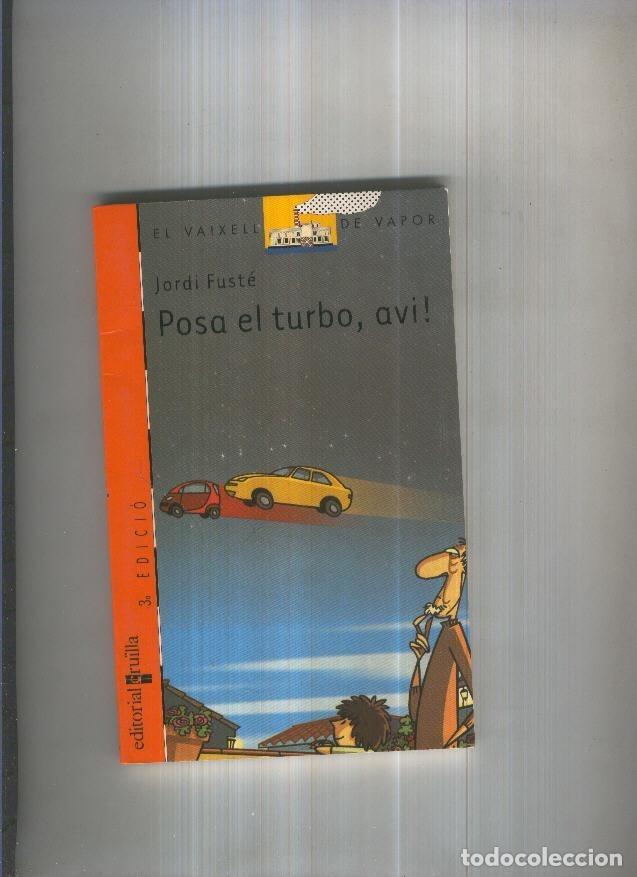 EL VAIXELL DE VAPOR
Jordi Fusté
Posa el turbo, avi!
3ª EDICIÓ
editorial cruïlla
todocoleccion